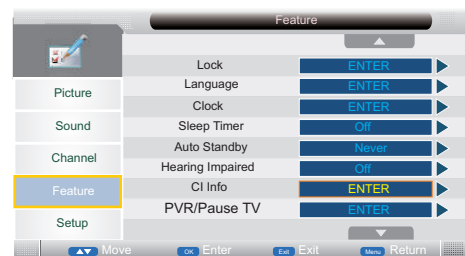 Feature
Lock ENTER
Language ENTER
Clock ENTER
Sleep Timer Off
Auto Standby Never
Hearing Impaired Off
CI Info ENTER
PVR/Pause TV ENTER
Picture
Sound
Channel
Feature
Setup
Move OK Enter Exit Exit Menu Return